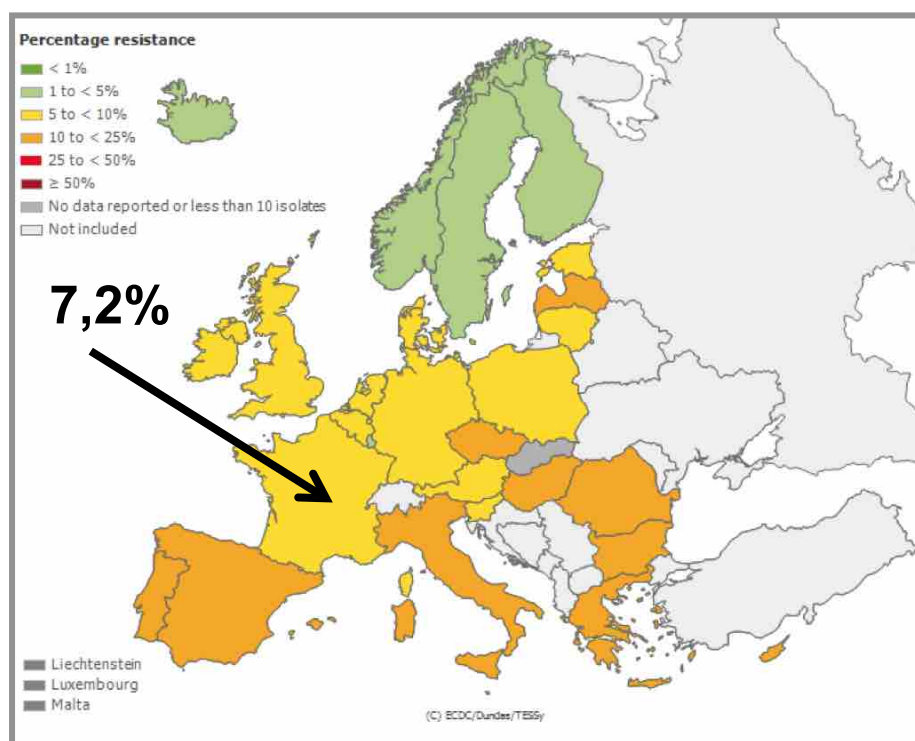 Percentage resistance
< 1%
1 to < 5%
5 to < 10%
10 to < 25%
25 to < 50%
≥ 50%
No data reported or less than 10 isolates
Not included
7,2%
Liechtenstein
Luxembourg
Malta
(C) ECDC/Dundas/TESSy